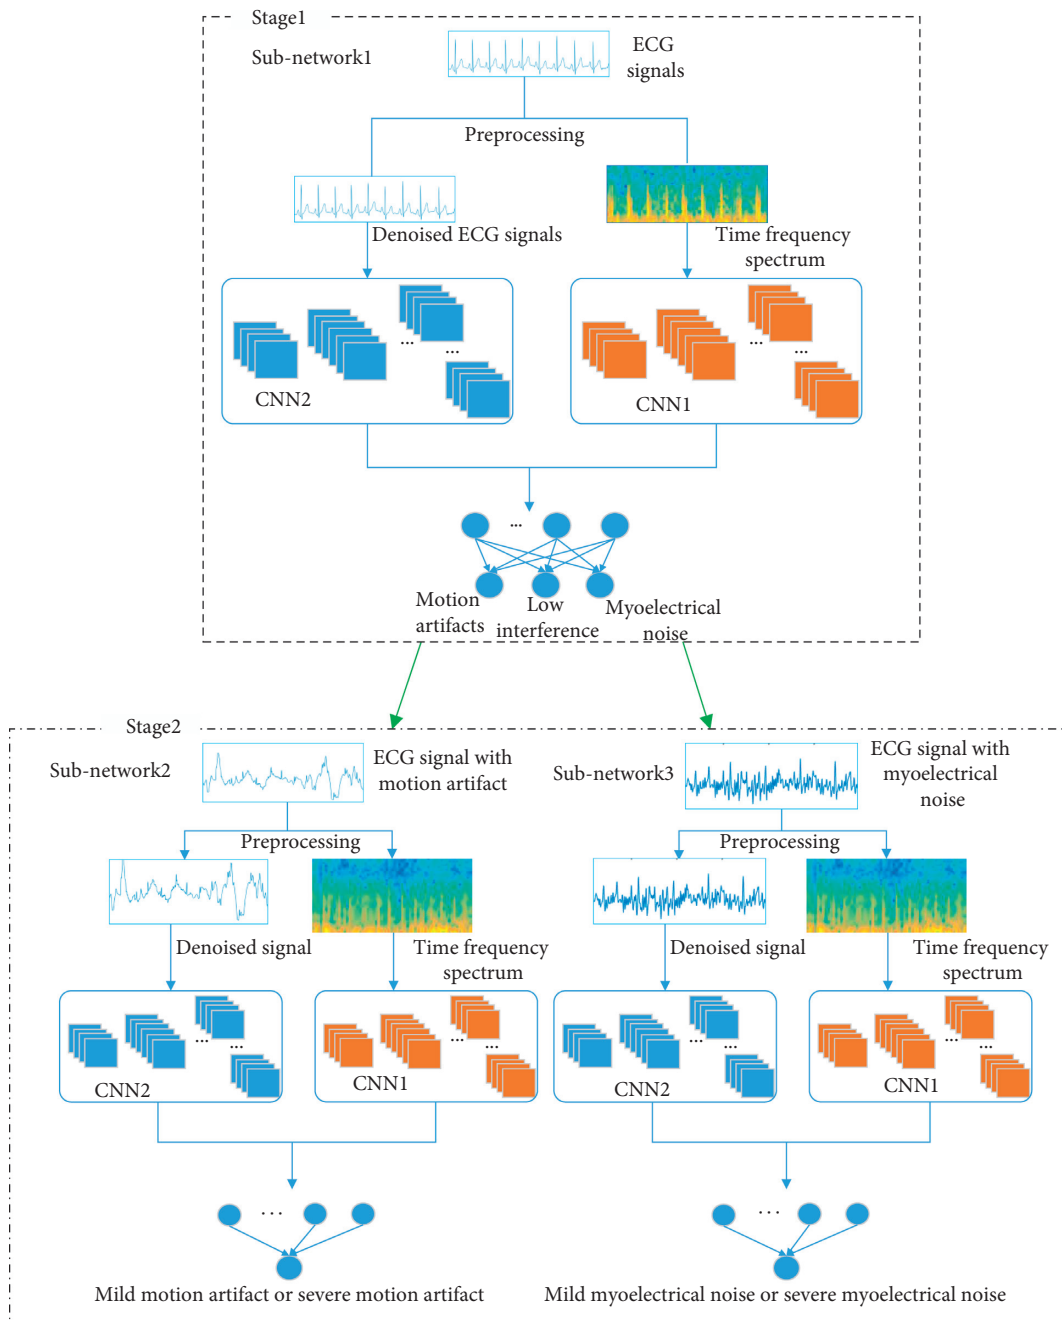 Stage1
Sub-network1
ECG
signals
Preprocessing
Denoised ECG signals
Time frequency
spectrum
...
...
CNN2
...
...
CNN1
...
Motion
artifacts
Low
interference
Myoelectrical
noise
Stage2
Sub-network2
ECG signal with
motion artifact
Preprocessing
Denoised signal
Time frequency
spectrum
...
...
CNN2
...
...
CNN1
...
Mild motion artifact or severe motion artifact
Sub-network3
ECG signal with
myoelectrical
noise
Preprocessing
Denoised signal
Time frequency
spectrum
...
...
CNN2
...
...
CNN1
...
Mild myoelectrical noise or severe myoelectrical noise